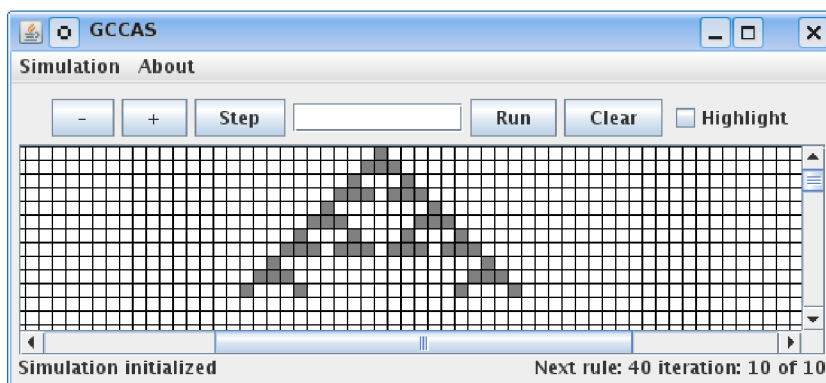 GCCAS
Simulation About
- + Step Run Clear Highlight
Simulation initialized Next rule: 40 iteration: 10 of 10